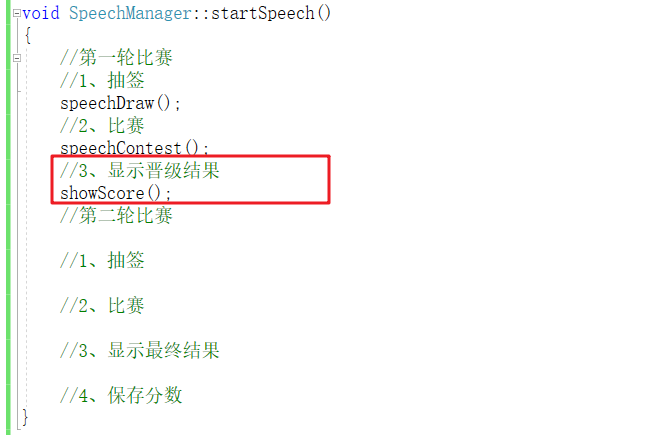 void SpeechManager::startSpeech()
{
//第一轮比赛
//1、抽签
speechDraw();
//2、比赛
speechContest();
//3、显示晋级结果
showScore();
//第二轮比赛
//1、抽签
//2、比赛
//3、显示最终结果
//4、保存分数
}